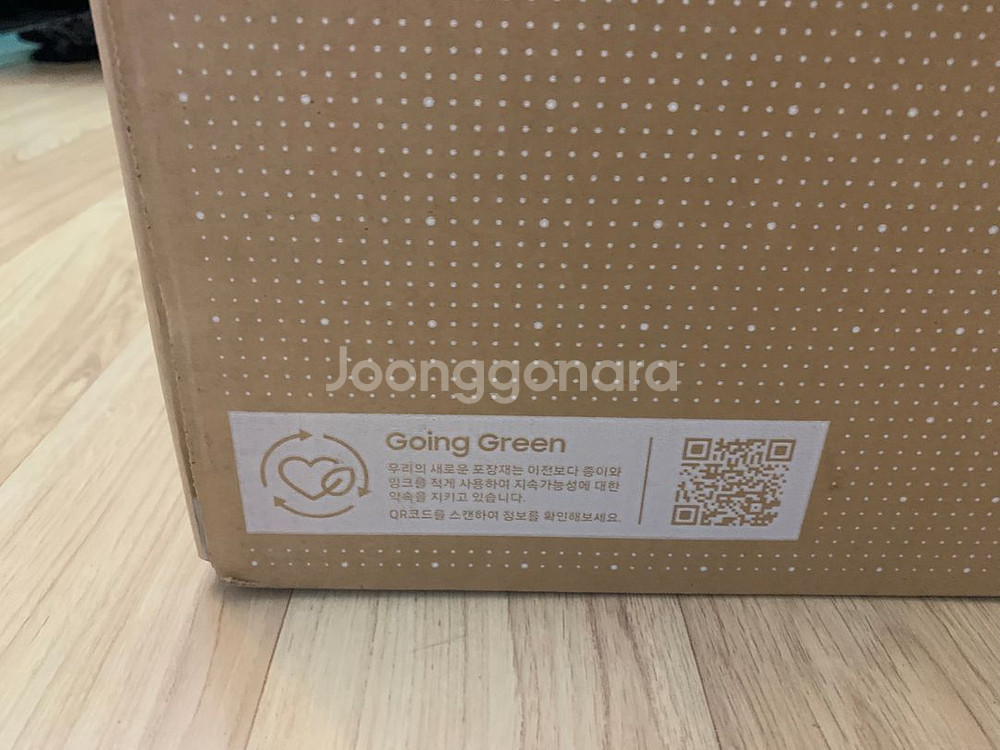 Joonggonara
Going Green
우리의 새로운 포장재는 이전보다 종이와
잉크를 적게 사용하여 지속가능성에 대한
약속을 지키고 있습니다.
QR코드를 스캔하여 정보를 확인해보세요.